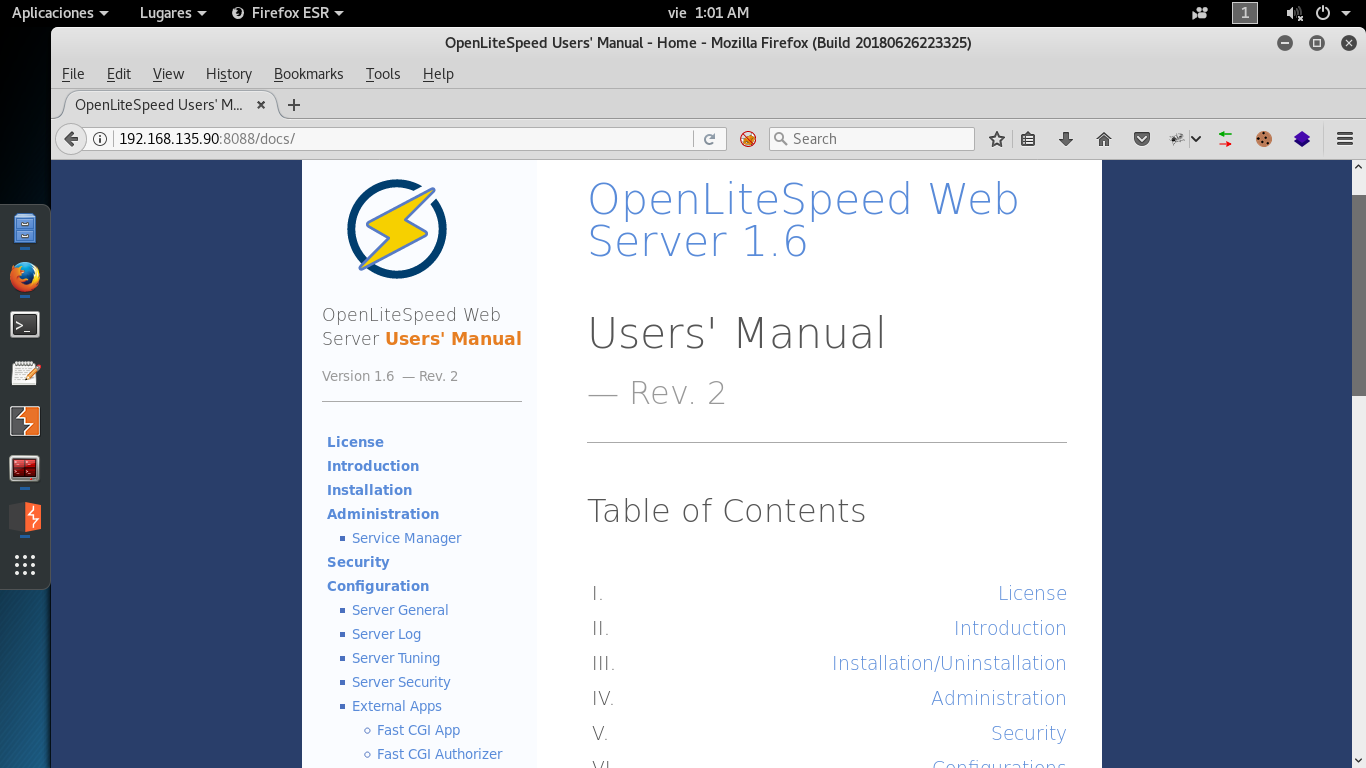 Aplicaciones Lugares Firefox ESR vie 1:01 AM 1
OpenLiteSpeed Users' Manual - Home - Mozilla Firefox (Build 20180626223325)
File Edit View History Bookmarks Tools Help
OpenLiteSpeed Users' M...
192.168.135.90:8088/docs/ Search
OpenLiteSpeed Web
Server Users' Manual
Version 1.6 — Rev. 2
License
Introduction
Installation
Administration
Service Manager
Security
Configuration
Server General
Server Log
Server Tuning
Server Security
External Apps
Fast CGI App
Fast CGI Authorizer
OpenLiteSpeed Web
Server 1.6
Users' Manual
— Rev. 2
Table of Contents
I. License
II. Introduction
III. Installation/Uninstallation
IV. Administration
V. Security
VI. Configurations